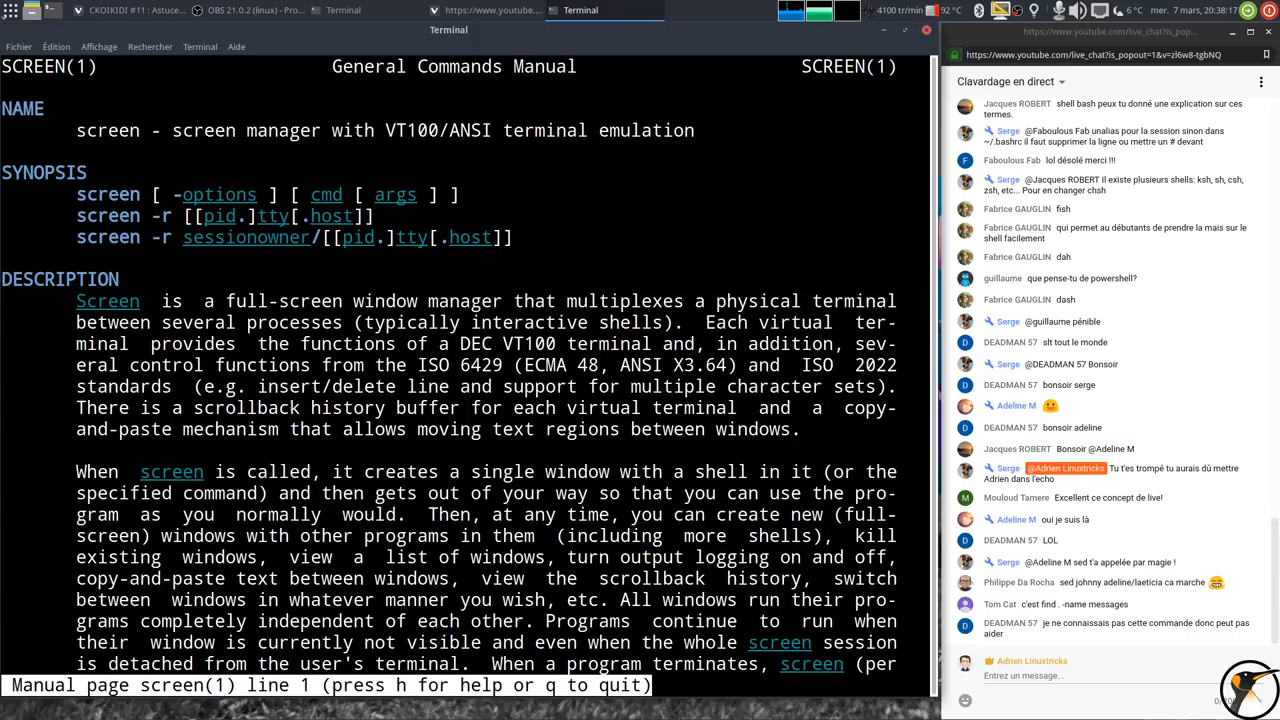 CKOIKIDI #11 : Astuce...
OBS 21.0.2 (linux) - Pro...
Terminal
https://www.youtube....
Terminal
4100 tr/min
92 °C
6 °C
mer. 7 mars, 20:38:17
Terminal
Fichier Édition Affichage Rechercher Terminal Aide
SCREEN(1) General Commands Manual SCREEN(1)
NAME
screen - screen manager with VT100/ANSI terminal emulation
SYNOPSIS
screen [ -options ] [ cmd [ args ] ]
screen -r [[pid.]tty[.host]]
screen -r sessionowner/[[pid.]tty[.host]]
DESCRIPTION
Screen is a full-screen window manager that multiplexes a physical terminal
between several processes (typically interactive shells). Each virtual ter-
minal provides the functions of a DEC VT100 terminal and, in addition, sev-
eral control functions from the ISO 6429 (ECMA 48, ANSI X3.64) and ISO 2022
standards (e.g. insert/delete line and support for multiple character sets).
There is a scrollback history buffer for each virtual terminal and a copy-
and-paste mechanism that allows moving text regions between windows.
When screen is called, it creates a single window with a shell in it (or the
specified command) and then gets out of your way so that you can use the pro-
gram as you normally would. Then, at any time, you can create new (full-
screen) windows with other programs in them (including more shells), kill
existing windows, view a list of windows, turn output logging on and off,
copy-and-paste text between windows, view the scrollback history, switch
between windows in whatever manner you wish, etc. All windows run their pro-
grams completely independent of each other. Programs continue to run when
their window is currently not visible and even when the whole screen session
is detached from the user's terminal. When a program terminates, screen (per
Manual page screen(1) line 1 (press h for help or q to quit)
https://www.youtube.com/live_chat?is_pop...
https://www.youtube.com/live_chat?is_popout=1&v=zl6w8-tgbNQ
Clavardage en direct
Jacques ROBERT shell bash peux tu donné une explication sur ces
termes.
Serge @Faboulous Fab unalias pour la session sinon dans
~/.bashrc il faut supprimer la ligne ou mettre un # devant
F Faboulous Fab lol désolé merci !!!
Serge @Jacques ROBERT Il existe plusieurs shells: ksh, sh, csh,
zsh, etc... Pour en changer chsh
Fabrice GAUGLIN fish
Fabrice GAUGLIN qui permet au débutants de prendre la mais sur le
shell facilement
Fabrice GAUGLIN dah
guillaume que pense-tu de powershell?
Fabrice GAUGLIN dash
Serge @guillaume pénible
D DEADMAN 57 slt tout le monde
Serge @DEADMAN 57 Bonsoir
D DEADMAN 57 bonsoir serge
Adeline M 😛
D DEADMAN 57 bonsoir adeline
Jacques ROBERT Bonsoir @Adeline M
Serge @Adrien Linuxtricks Tu t'es trompé tu aurais dû mettre
Adrien dans l'echo
M Mouloud Tamere Excellent ce concept de live!
Adeline M oui je suis là
D DEADMAN 57 LOL
Serge @Adeline M sed t'a appelée par magie !
Philippe Da Rocha sed johnny adeline/laeticia ca marche 😂
Tom Cat c'est find . -name messages
D DEADMAN 57 je ne connaissais pas cette commande donc peut pas
aider
Adrien Linuxtricks
Entrez un message...